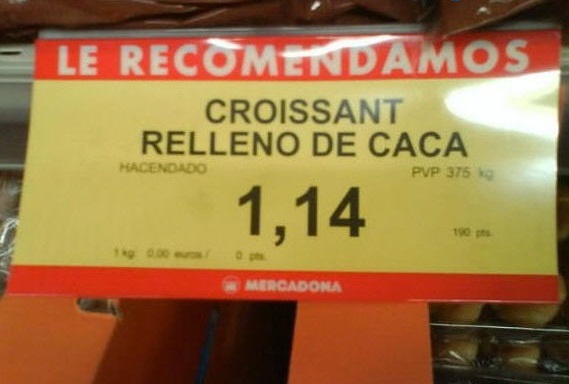 LE RECOMENDAMOS
CROISSANT
RELLENO DE CACA
HACENDADO PVP 375 kg
1,14
190 pts.
1 kg: 0,00 euros / 0 pts.
MERCADONA